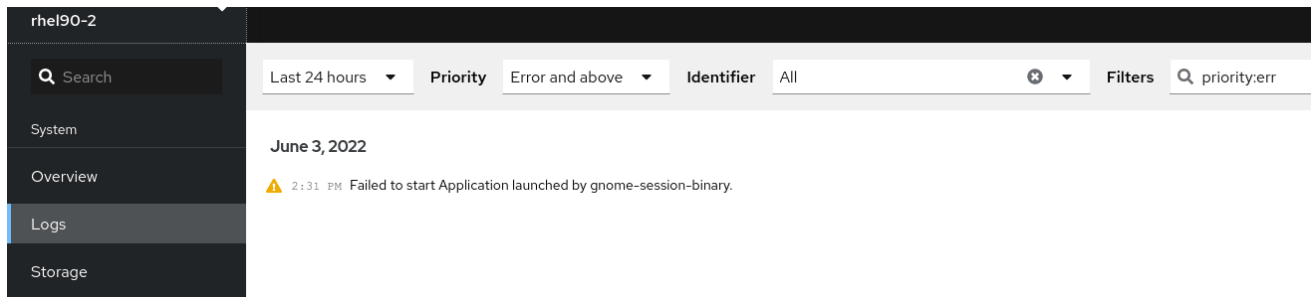 rhel90-2
Search
Last 24 hours Priority Error and above Identifier All Filters priority:err
System
June 3, 2022
Overview
2:31 PM Failed to start Application launched by gnome-session-binary.
Logs
Storage